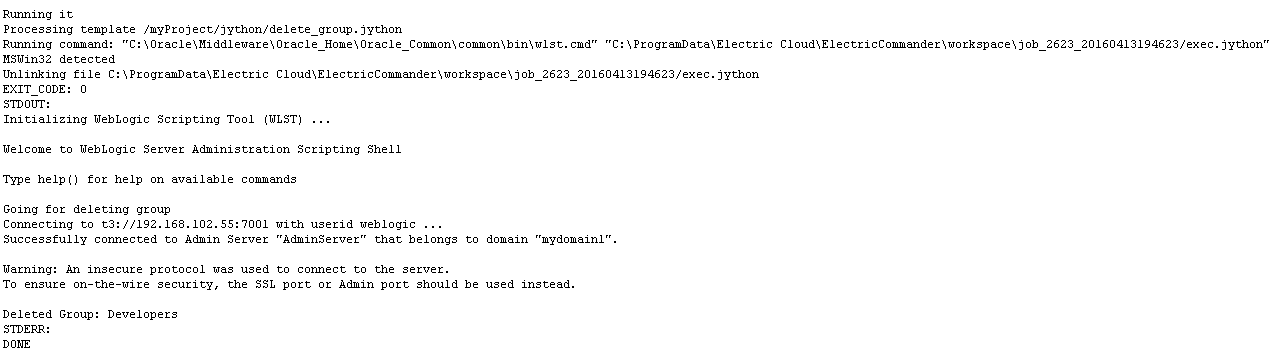 Running it
Processing template /myProject/jython/delete_group.jython
Running command: "C:\Oracle\Middleware\Oracle_Home\Oracle_Common\common\bin\wlst.cmd" "C:\ProgramData\Electric Cloud\ElectricCommander\workspace\job_2623_20160413194623/exec.jython"
MSWin32 detected
Unlinking file C:\ProgramData\Electric Cloud\ElectricCommander\workspace\job_2623_20160413194623/exec.jython
EXIT_CODE: 0
STDOUT:
Initializing WebLogic Scripting Tool (WLST) ...
Welcome to WebLogic Server Administration Scripting Shell
Type help() for help on available commands
Going for deleting group
Connecting to t3://192.168.102.55:7001 with userid weblogic ...
Successfully connected to Admin Server "AdminServer" that belongs to domain "mydomain1".
Warning: An insecure protocol was used to connect to the server.
To ensure on-the-wire security, the SSL port or Admin port should be used instead.
Deleted Group: Developers
STDERR:
DONE